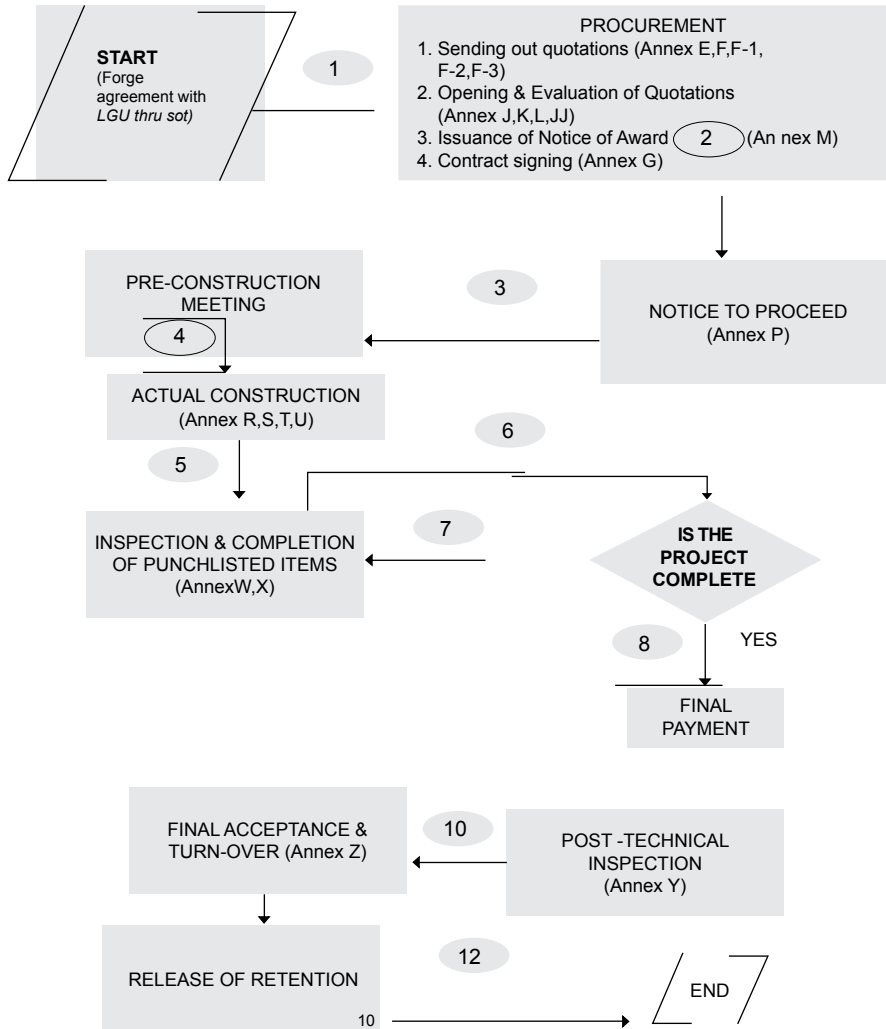 START
(Forge
agreement with
LGU thru sot)
1
PROCUREMENT
1. Sending out quotations (Annex E,F,F-1,
F-2,F-3)
2. Opening & Evaluation of Quotations
(Annex J,K,L,JJ)
3. Issuance of Notice of Award 2 (An nex M)
4. Contract signing (Annex G)
PRE-CONSTRUCTION
MEETING
3
NOTICE TO PROCEED
(Annex P)
4
ACTUAL CONSTRUCTION
(Annex R,S,T,U)
5
6
INSPECTION & COMPLETION
OF PUNCHLISTED ITEMS
(AnnexW,X)
7
IS THE
PROJECT
COMPLETE
8
YES
FINAL
PAYMENT
FINAL ACCEPTANCE &
TURN-OVER (Annex Z)
10
POST -TECHNICAL
INSPECTION
(Annex Y)
RELEASE OF RETENTION
10
12
END